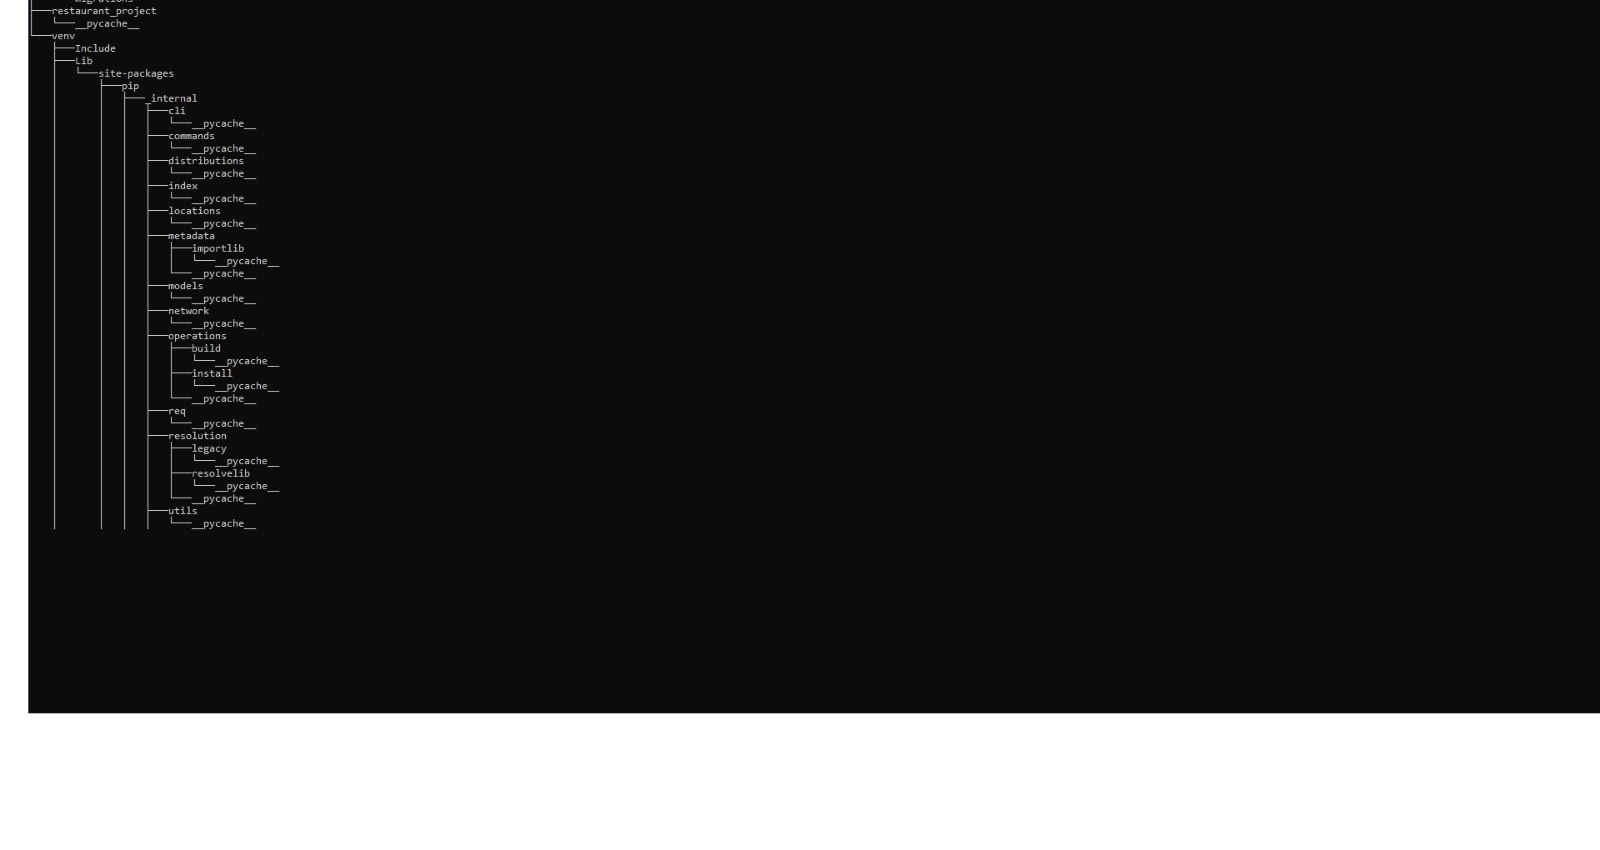 migrations
├───restaurant_project
│   └───__pycache__
└───venv
    ├───Include
    ├───Lib
    │   └───site-packages
    │       ├───pip
    │       │   ├───_internal
    │       │   │   ├───cli
    │       │   │   │   └───__pycache__
    │       │   │   ├───commands
    │       │   │   │   └───__pycache__
    │       │   │   ├───distributions
    │       │   │   │   └───__pycache__
    │       │   │   ├───index
    │       │   │   │   └───__pycache__
    │       │   │   ├───locations
    │       │   │   │   └───__pycache__
    │       │   │   ├───metadata
    │       │   │   │   ├───importlib
    │       │   │   │   │   └───__pycache__
    │       │   │   │   └───__pycache__
    │       │   │   ├───models
    │       │   │   │   └───__pycache__
    │       │   │   ├───network
    │       │   │   │   └───__pycache__
    │       │   │   ├───operations
    │       │   │   │   ├───build
    │       │   │   │   │   └───__pycache__
    │       │   │   │   ├───install
    │       │   │   │   │   └───__pycache__
    │       │   │   │   └───__pycache__
    │       │   │   ├───req
    │       │   │   │   └───__pycache__
    │       │   │   ├───resolution
    │       │   │   │   ├───legacy
    │       │   │   │   │   └───__pycache__
    │       │   │   │   ├───resolvelib
    │       │   │   │   │   └───__pycache__
    │       │   │   │   └───__pycache__
    │       │   │   ├───utils
    │       │   │   │   └───__pycache__